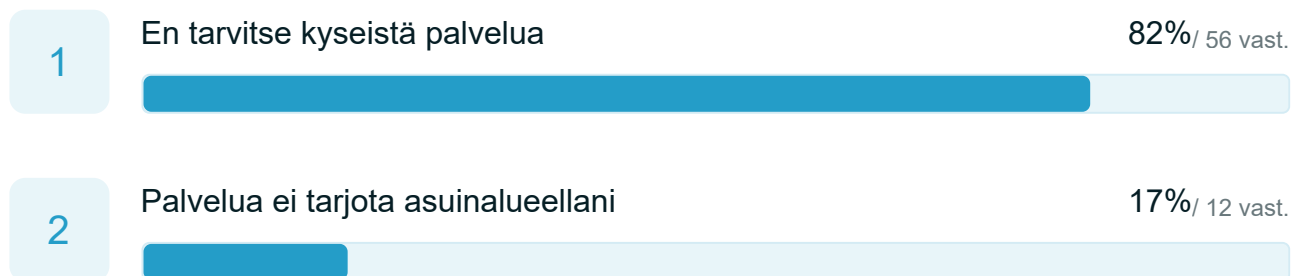 1 En tarvitse kyseistä palvelua 82% / 56 vast.
2 Palvelua ei tarjota asuinalueellani 17% / 12 vast.